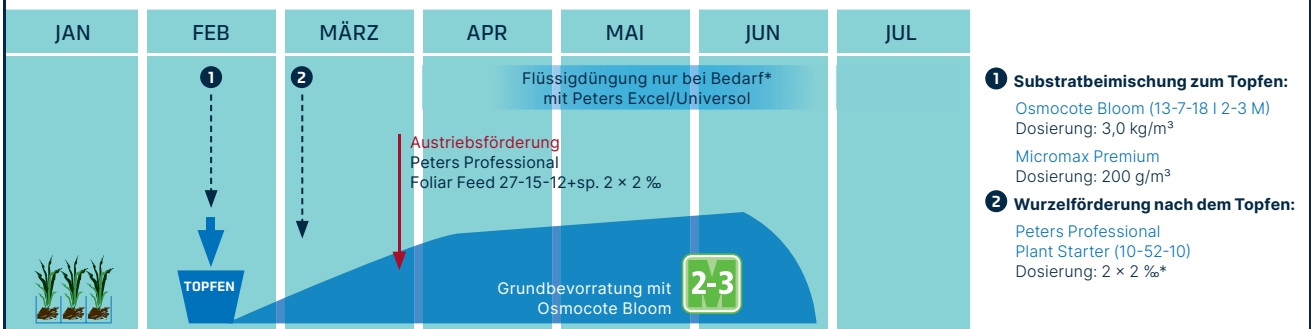 JAN
FEB
MÄRZ
APR
MAI
JUN
JUL
1
2
Flüssigdüngung nur bei Bedarf*
mit Peters Excel/Universol
Austriebsförderung
Peters Professional
Foliar Feed 27-15-12+sp. 2 × 2 ‰
TOPFEN
Grundbevorratung mit
Osmocote Bloom
M
2-3
1 Substratbeimischung zum Topfen:
Osmocote Bloom (13-7-18 I 2-3 M)
Dosierung: 3,0 kg/m³
Micromax Premium
Dosierung: 200 g/m³
2 Wurzelförderung nach dem Topfen:
Peters Professional
Plant Starter (10-52-10)
Dosierung: 2 × 2 ‰*